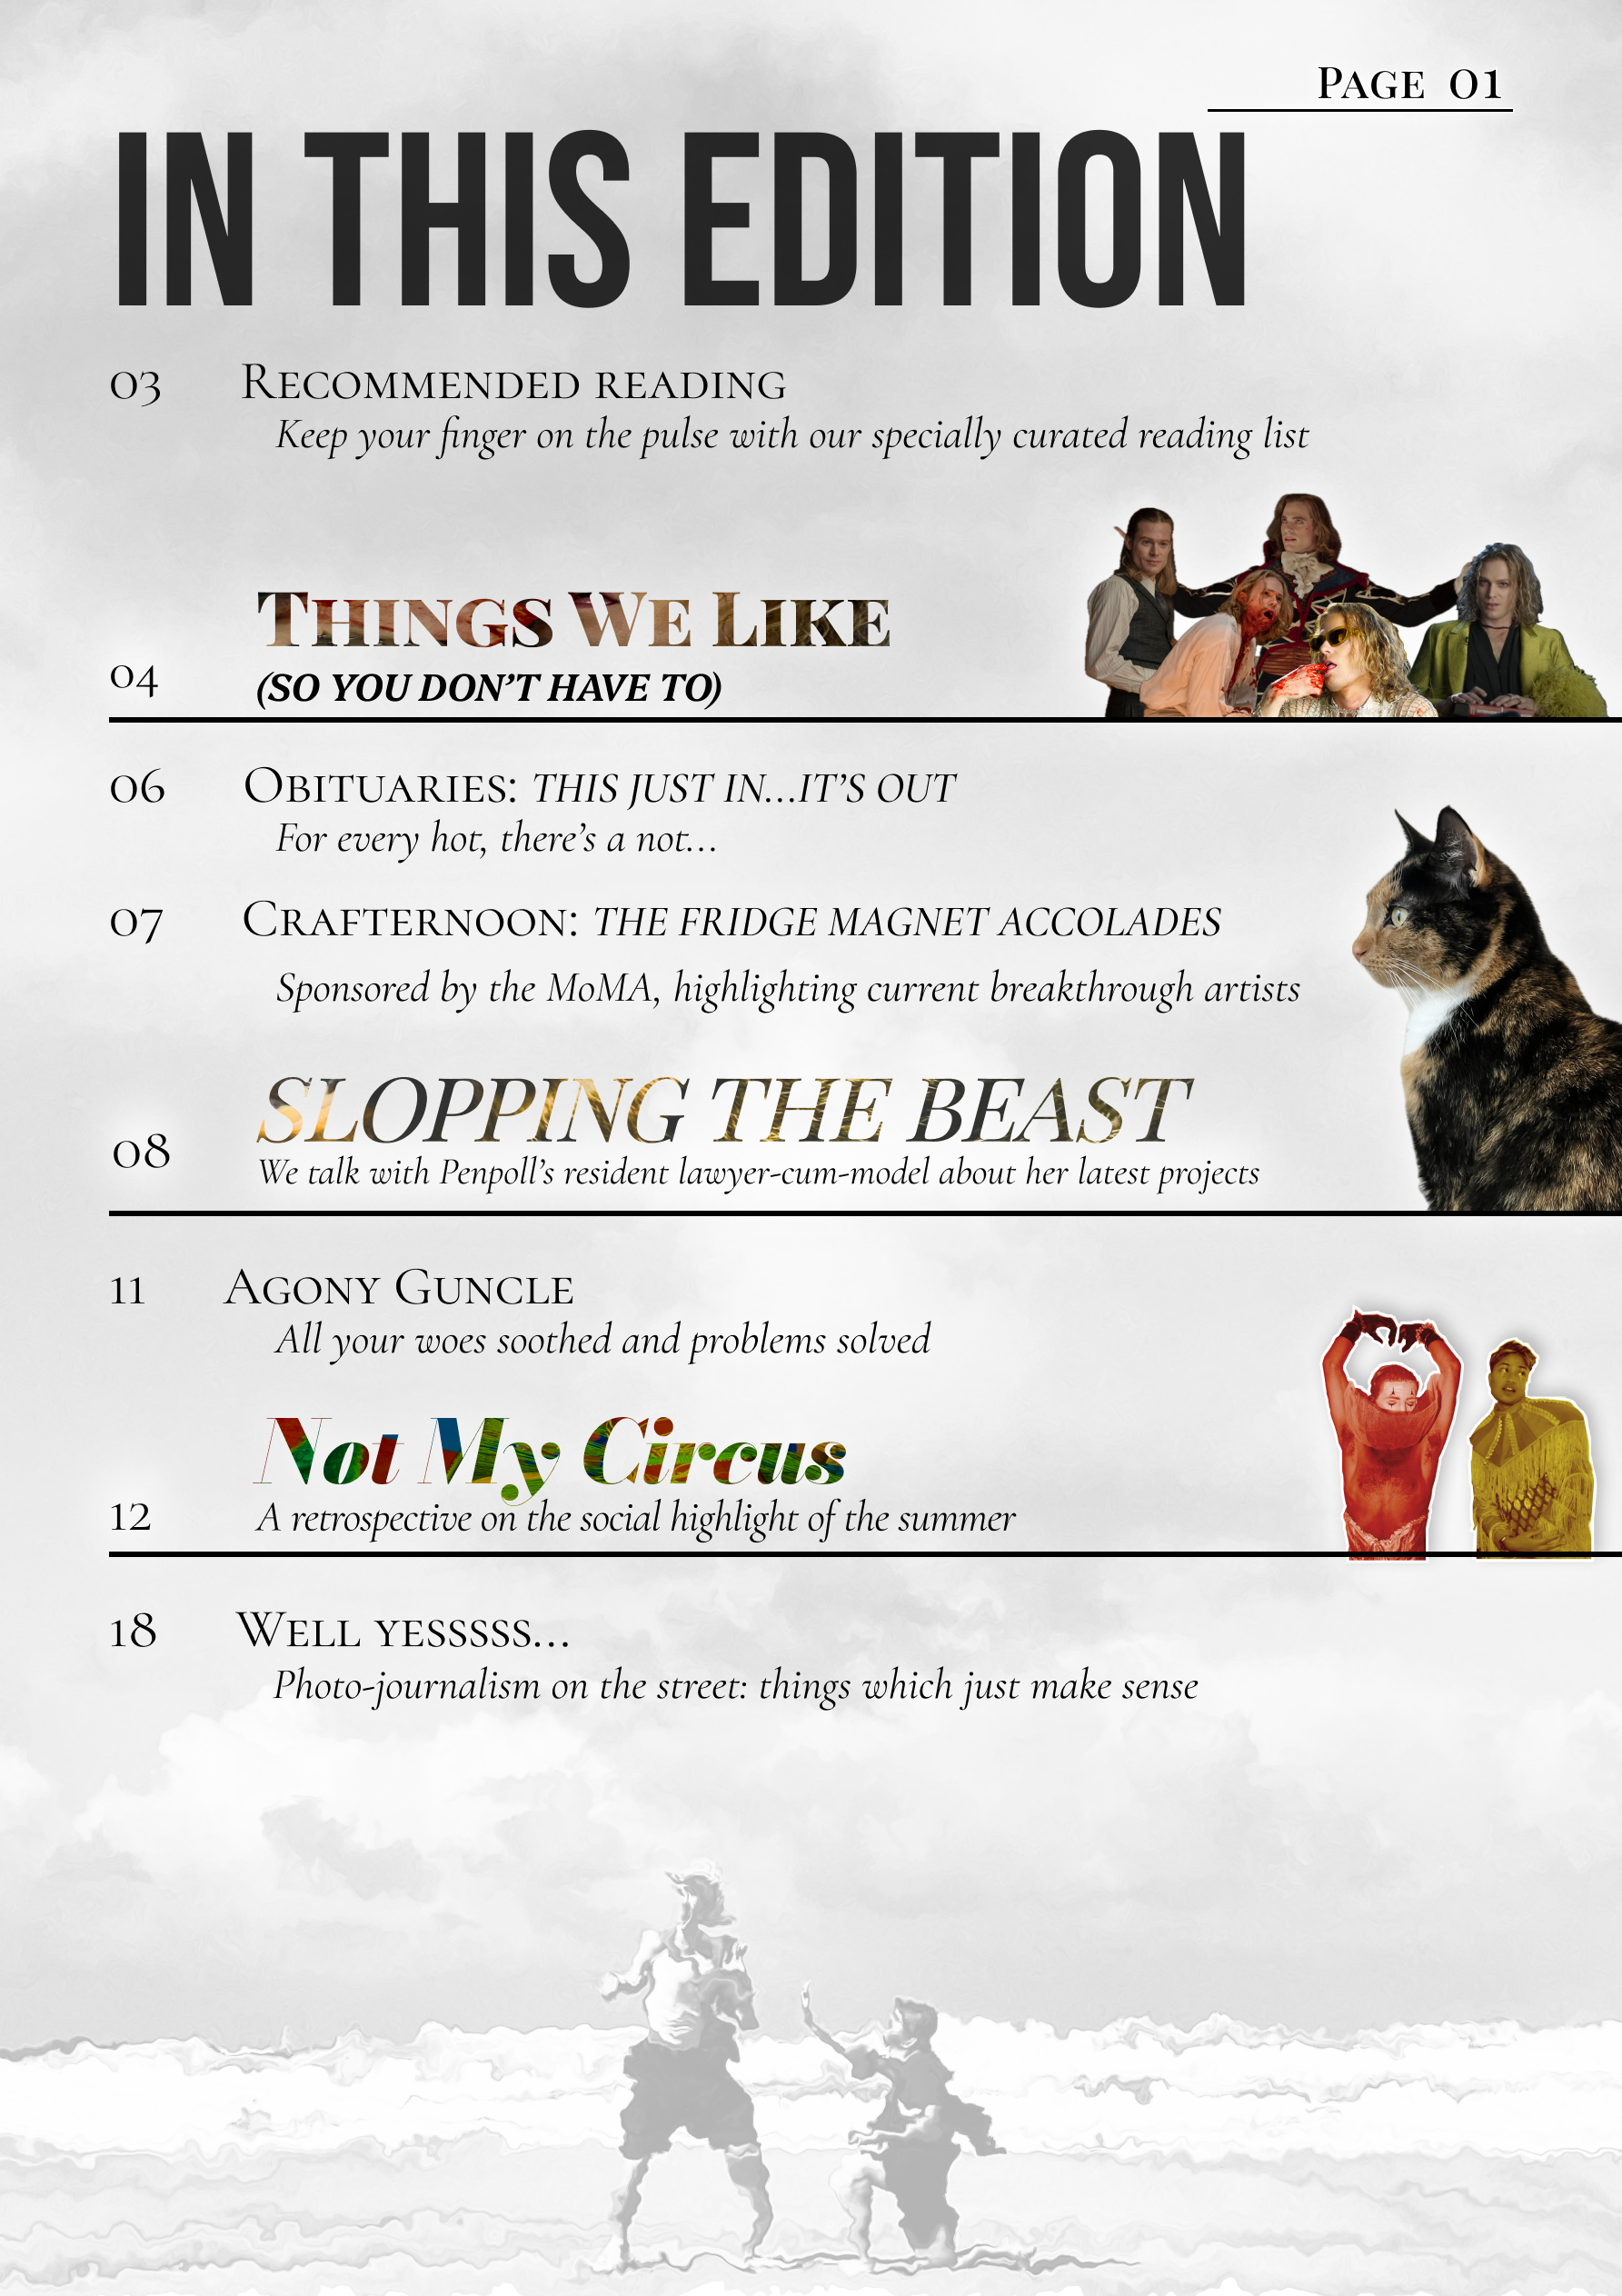 PAGE 01
IN THIS EDITION
03 RECOMMENDED READING
Keep your finger on the pulse with our specially curated reading list
THINGS WE LIKE
04 (SO YOU DON'T HAVE TO)
06 OBITUARIES: THIS JUST IN...IT'S OUT
For every hot, there's a not...
07 CRAFTERNOON: THE FRIDGE MAGNET ACCOLADES
Sponsored by the MoMA, highlighting current breakthrough artists
SLOPPING THE BEAST
08 We talk with Penpoll's resident lawyer-cum-model about her latest projects
11 AGONY GUNCLE
All your woes soothed and problems solved
Not My Circus
12 A retrospective on the social highlight of the summer
18 WELL YESSSSS...
Photo-journalism on the street: things which just make sense